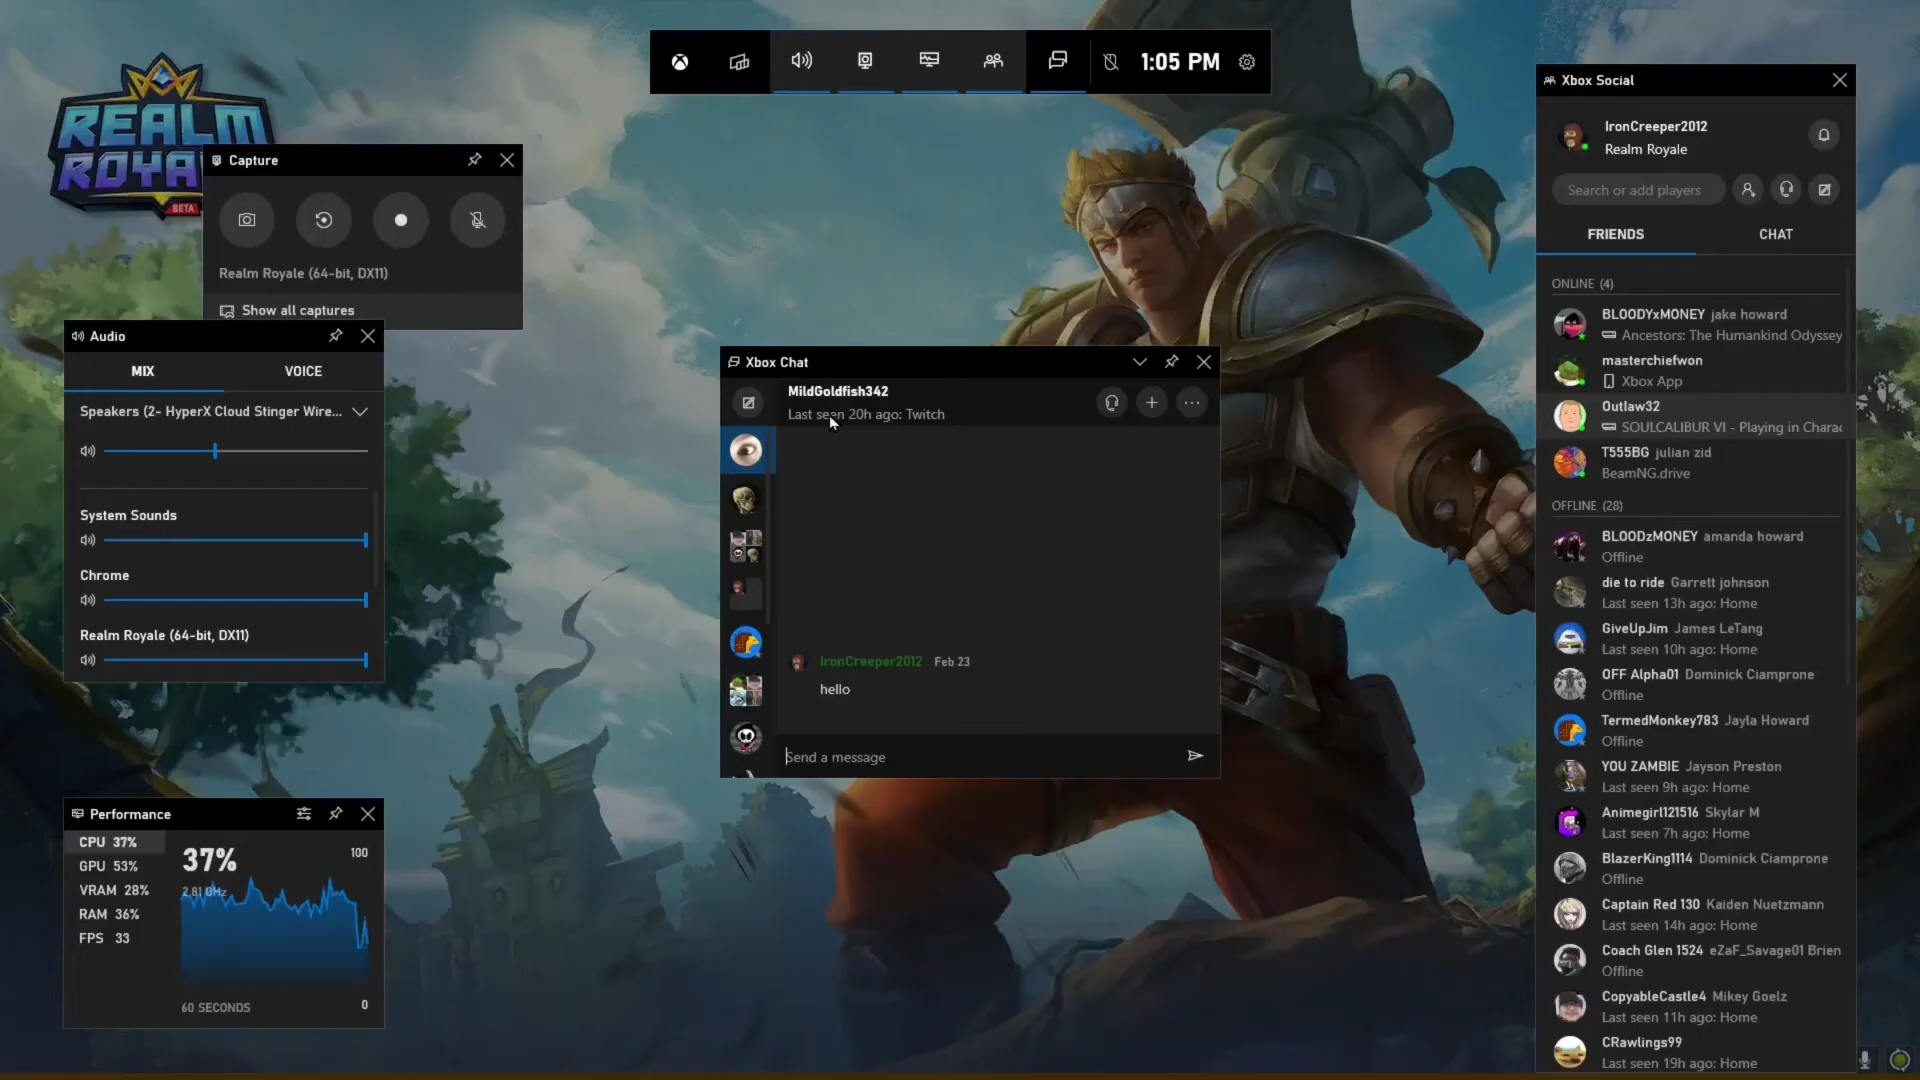 1:05 PM
REALM
ROYA
BETA
Capture
Realm Royale (64-bit, DX11)
Show all captures
Audio
MIX
VOICE
Speakers (2- HyperX Cloud Stinger Wire...
System Sounds
Chrome
Realm Royale (64-bit, DX11)
Performance
CPU 37%
GPU 53%
VRAM 28%
RAM 36%
FPS 33
37%
100
2.81 GHz
60 SECONDS
0
Xbox Chat
MildGoldfish342
Last seen 20h ago: Twitch
IronCreeper2012 Feb 23
hello
Send a message
Xbox Social
IronCreeper2012
Realm Royale
Search or add players
FRIENDS
CHAT
ONLINE (4)
BLOODYxMONEY jake howard
Ancestors: The Humankind Odyssey
masterchiefwon
Xbox App
Outlaw32
SOULCALIBUR VI - Playing in Charac
T555BG julian zid
BeamNG.drive
OFFLINE (28)
BLOODzMONEY amanda howard
Offline
die to ride Garrett johnson
Last seen 13h ago: Home
GiveUpJim James LeTang
Last seen 10h ago: Home
OFF Alpha01 Dominick Ciamprone
Offline
TermedMonkey783 Jayla Howard
Offline
YOU ZAMBIE Jayson Preston
Last seen 9h ago: Home
Animegirl121516 Skylar M
Last seen 7h ago: Home
BlazerKing1114 Dominick Ciamprone
Offline
Captain Red 130 Kaiden Nuetzmann
Last seen 14h ago: Home
Coach Glen 1524 eZaF_Savage01 Brien
Offline
CopyableCastle4 Mikey Goelz
Last seen 11h ago: Home
CRawlings99
Last seen 19h ago: Home